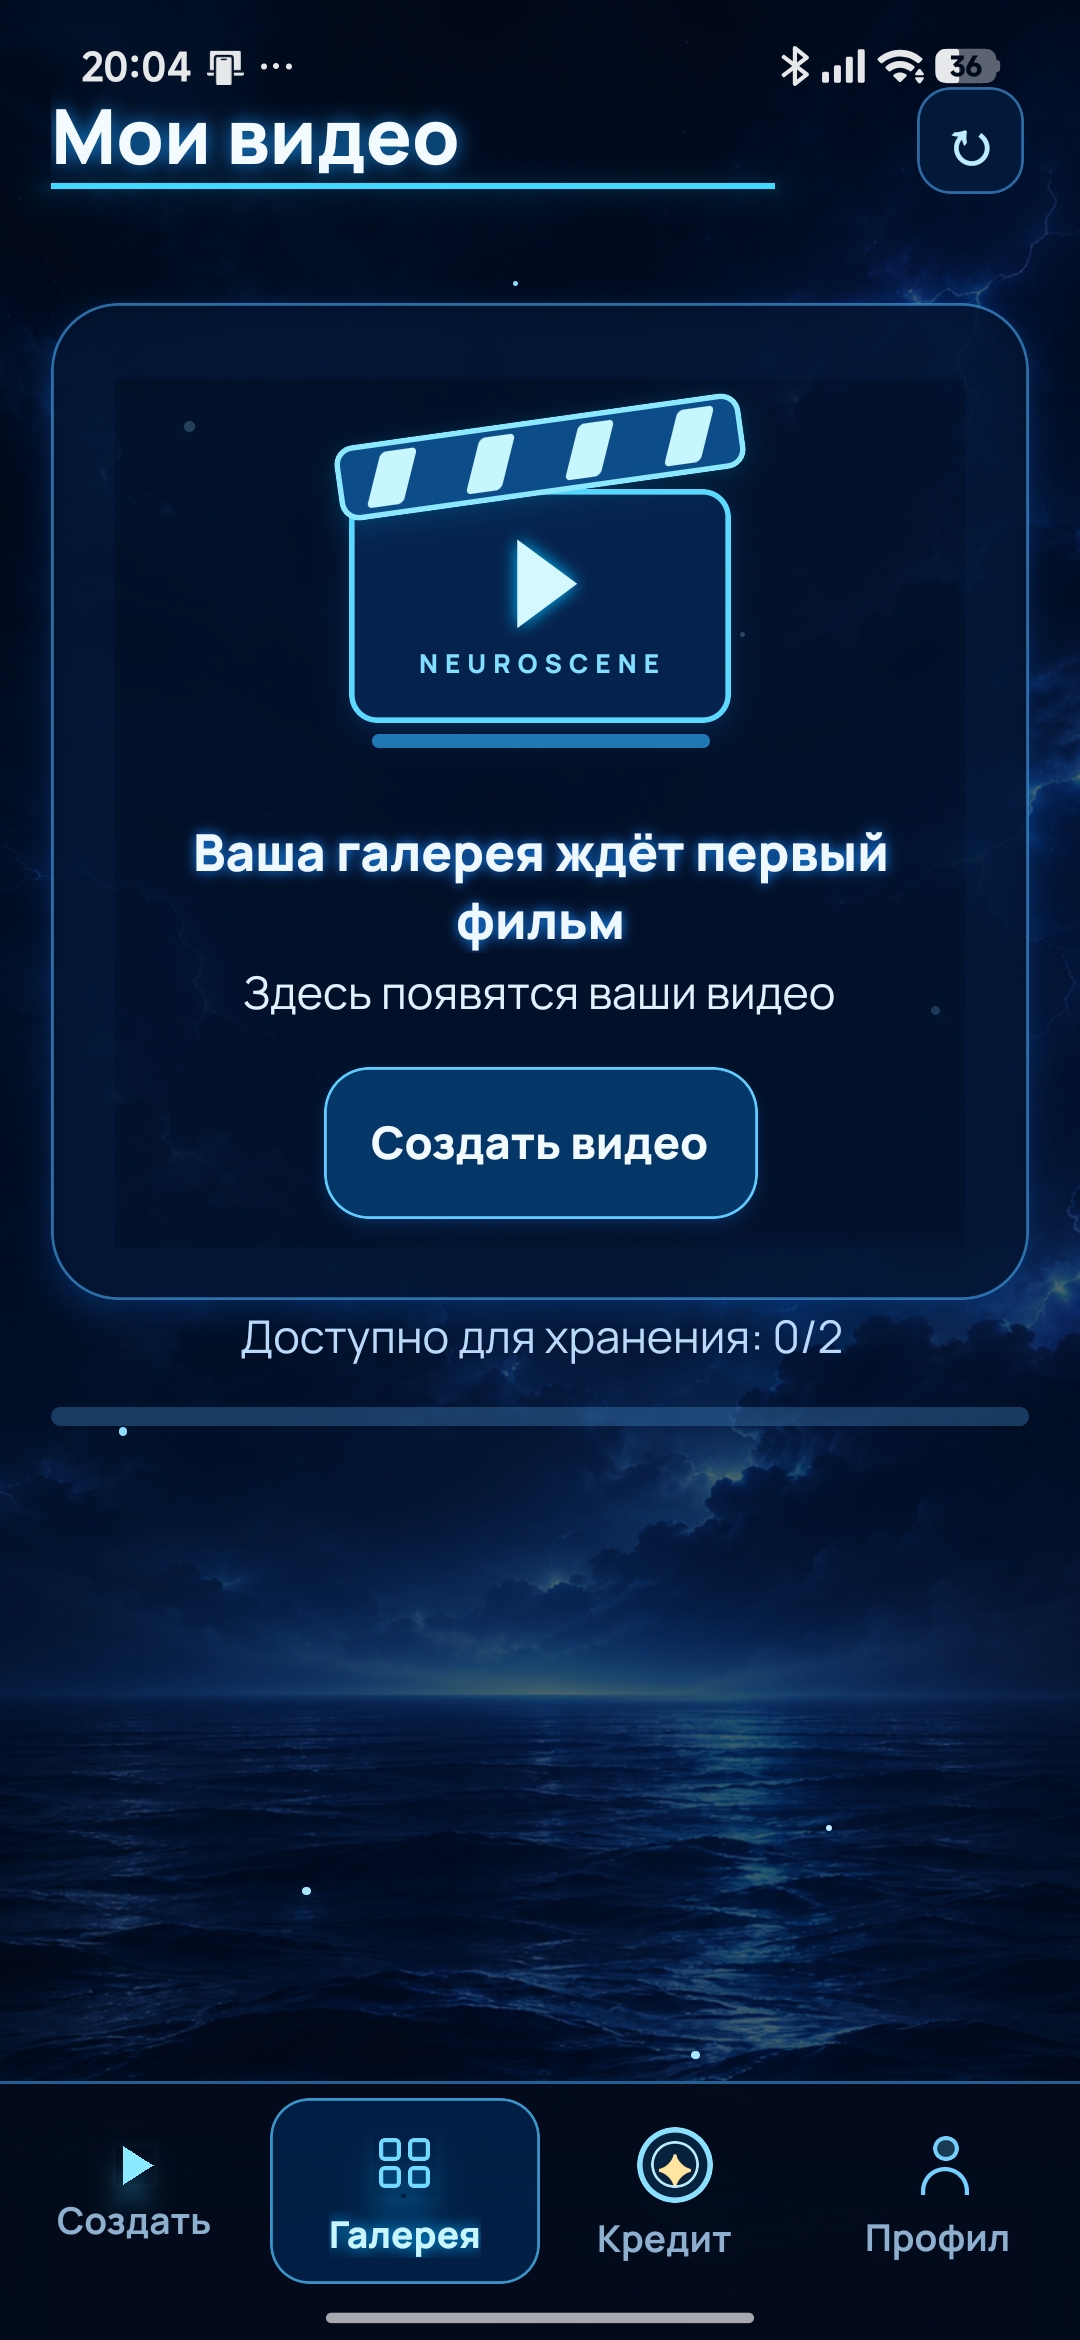 20:04
36
Мои видео
NEUROSCENE
Ваша галерея ждёт первый
фильм
Здесь появятся ваши видео
Создать видео
Доступно для хранения: 0/2
Создать
Галерея
Кредит
Профил